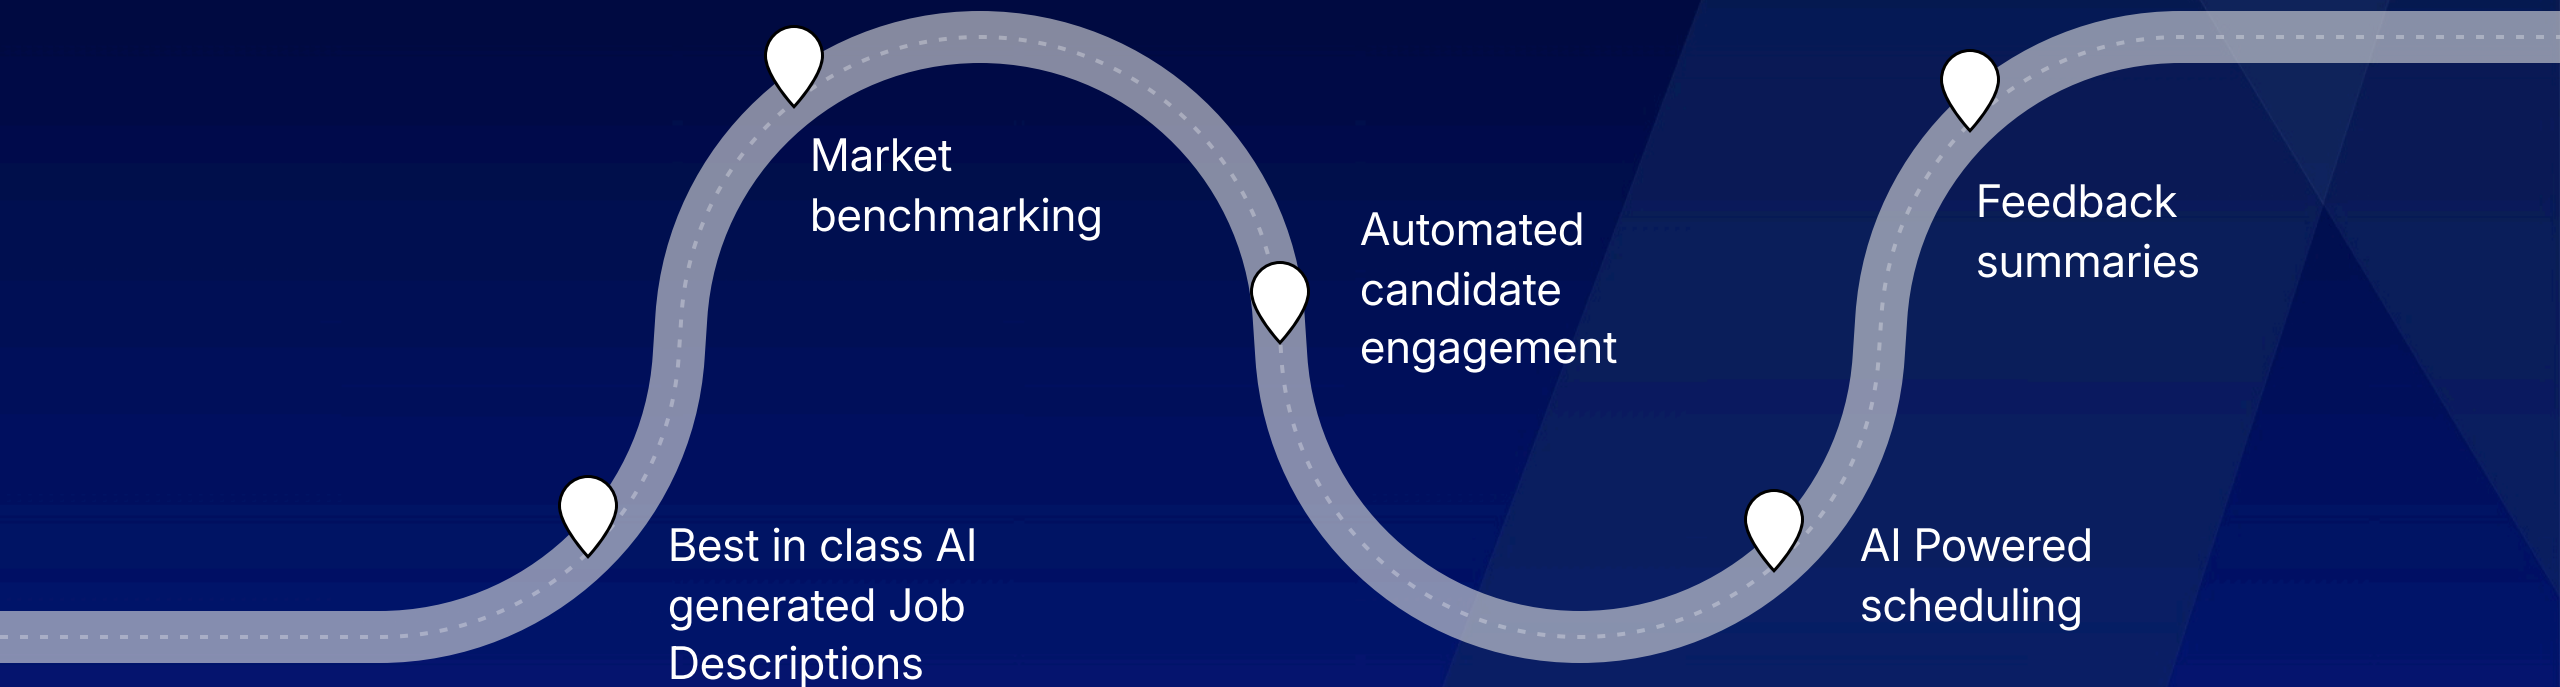 Market
benchmarking
Automated
candidate
engagement
Feedback
summaries
Best in class AI
generated Job
Descriptions
AI Powered
scheduling